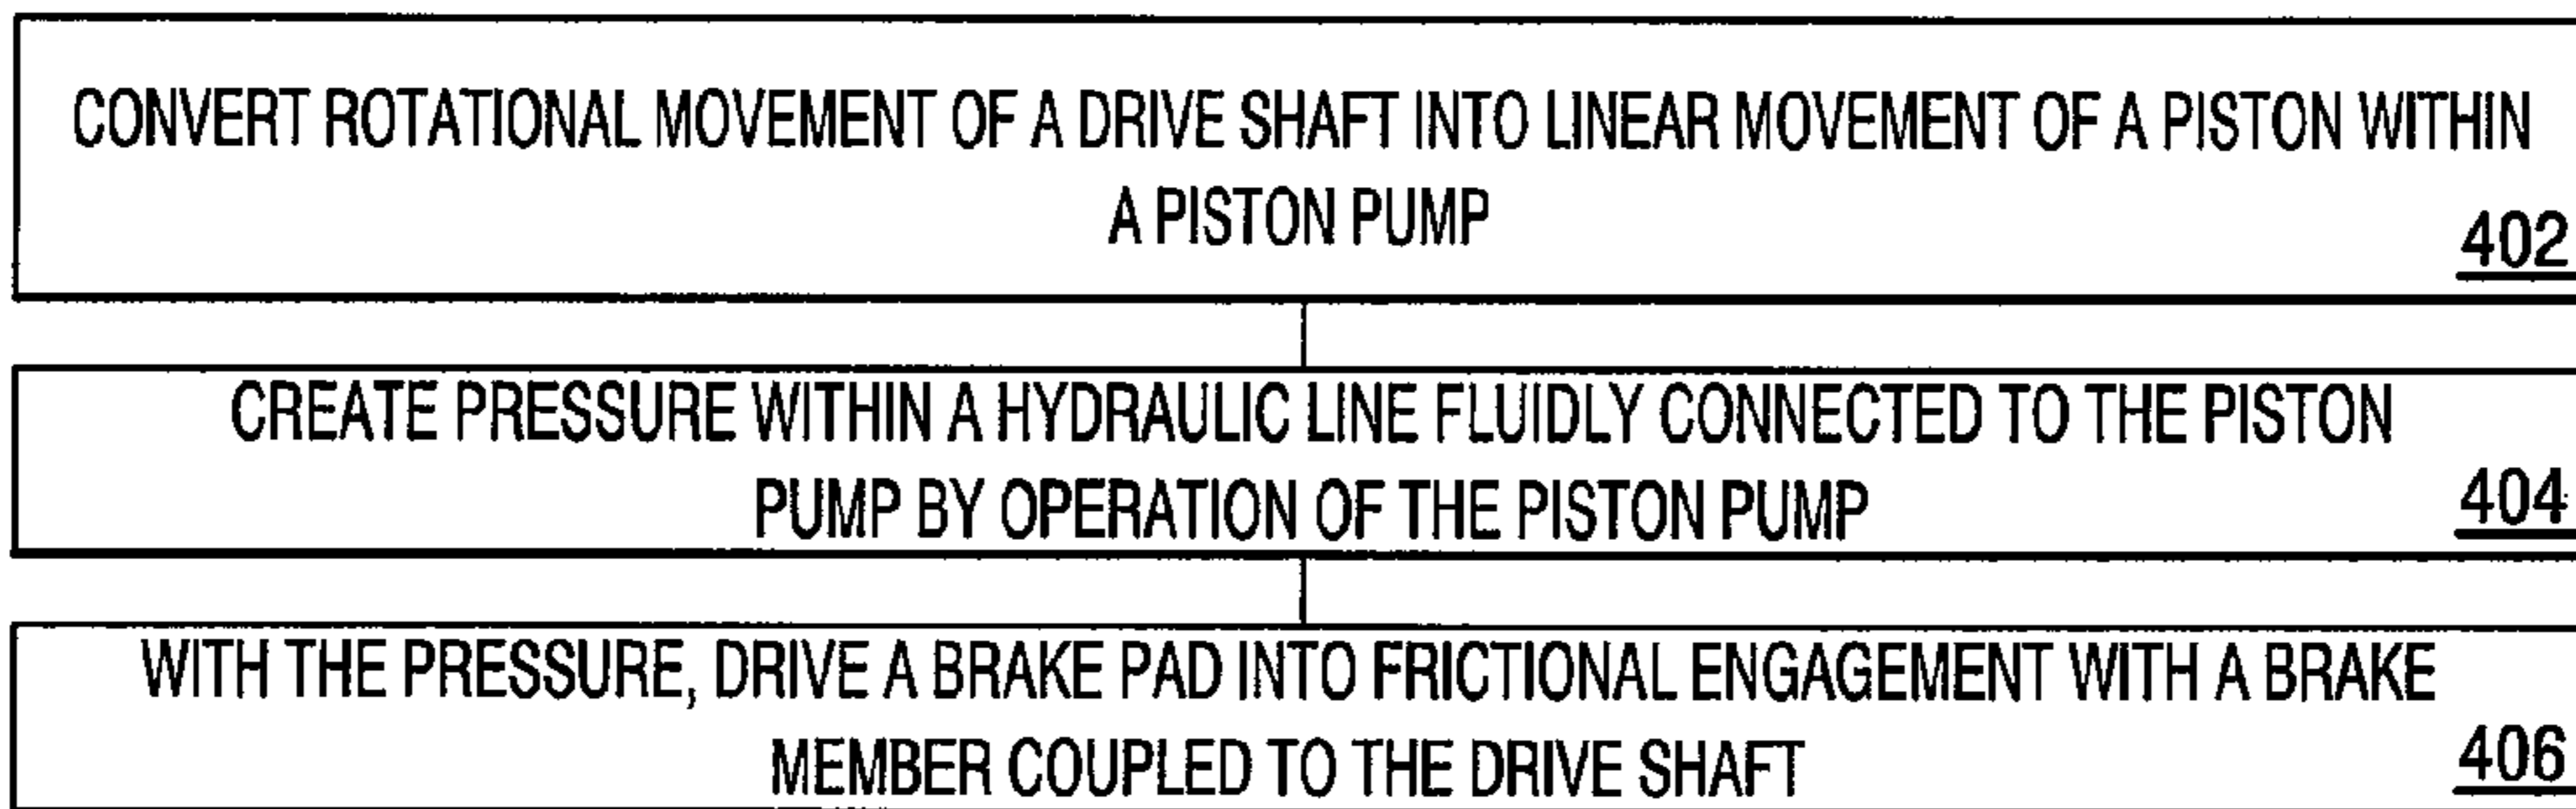 CONVERT ROTATIONAL MOVEMENT OF A DRIVE SHAFT INTO LINEAR MOVEMENT OF A PISTON WITHIN
A PISTON PUMP
402
CREATE PRESSURE WITHIN A HYDRAULIC LINE FLUIDLY CONNECTED TO THE PISTON
PUMP BY OPERATION OF THE PISTON PUMP
404
WITH THE PRESSURE, DRIVE A BRAKE PAD INTO FRICTIONAL ENGAGEMENT WITH A BRAKE
MEMBER COUPLED TO THE DRIVE SHAFT
406